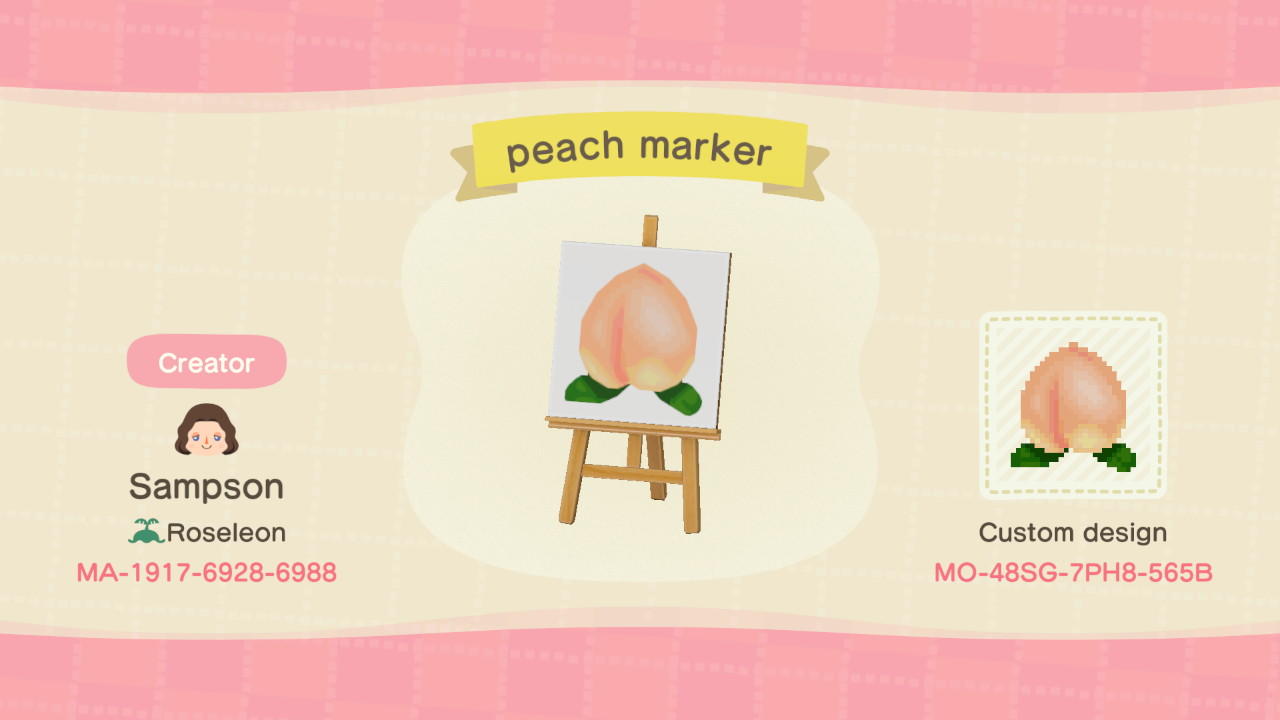 peach marker
Creator
Sampson
Roseleon
MA-1917-6928-6988
Custom design
MO-48SG-7PH8-565B